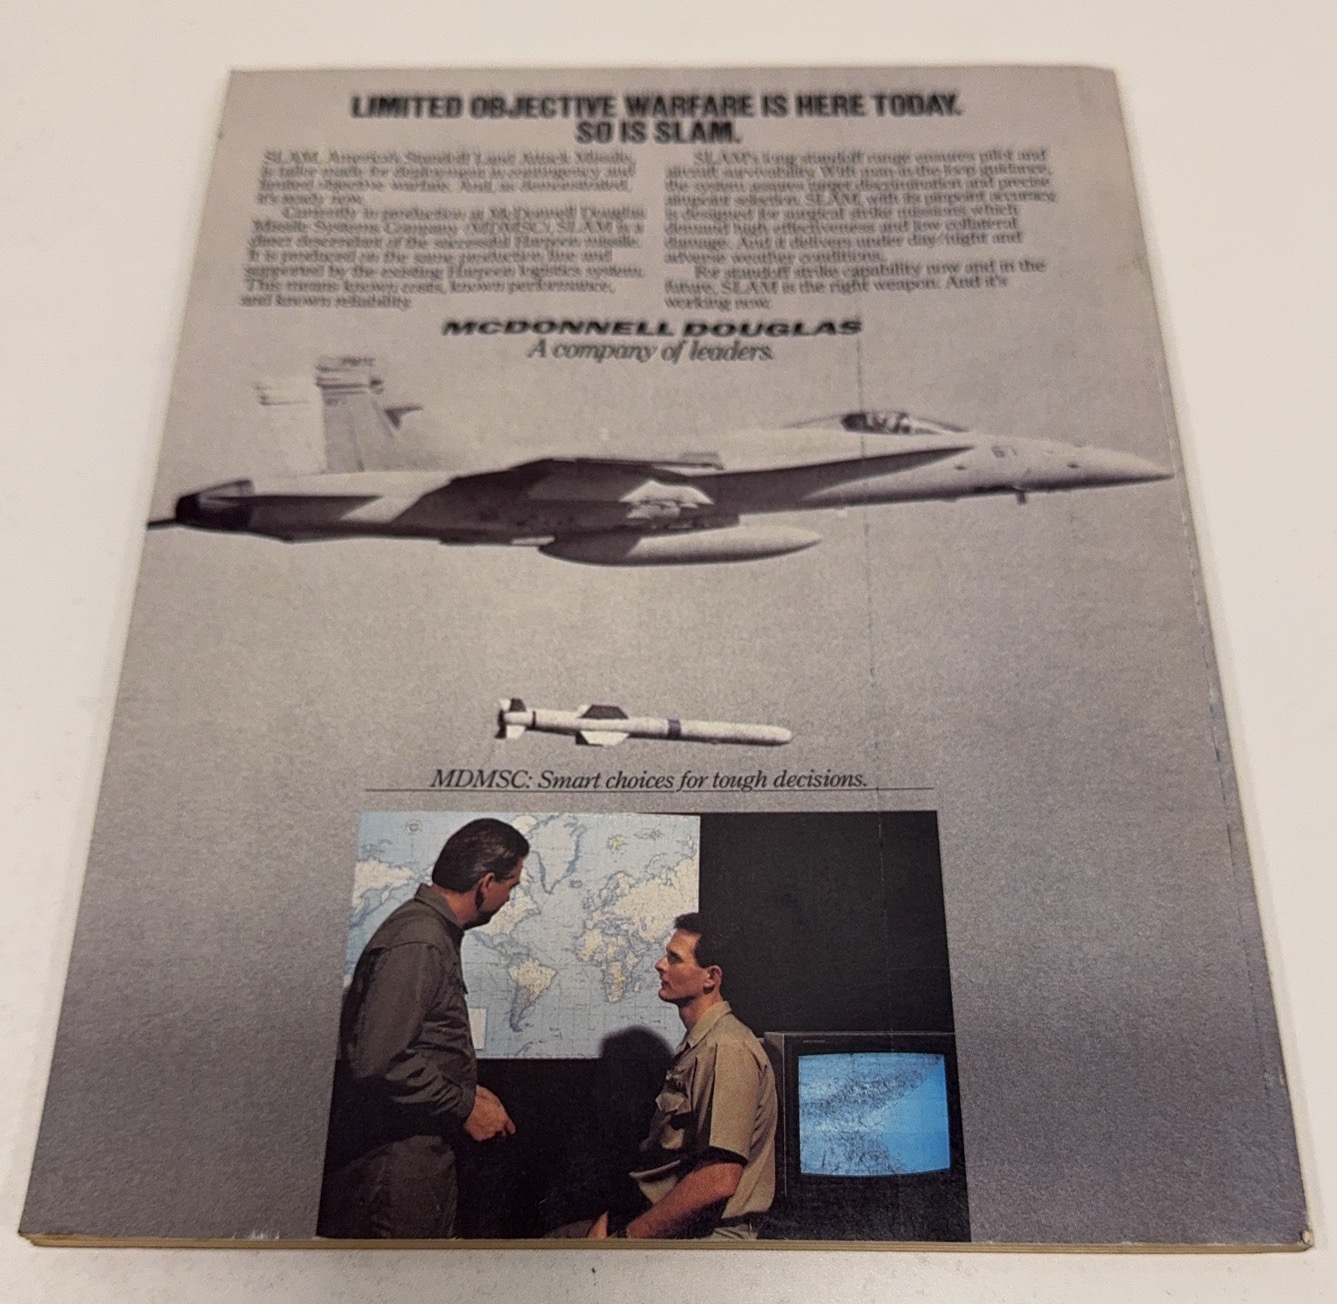 LIMITED OBJECTIVE WARFARE IS HERE TODAY.
SO IS SLAM.
SLAM, America's Standoff Land Attack Missile,
is tailor made for deployment in contingency and
limited objective warfare. And, as demonstrated,
it's ready now.
Currently in production at McDonnell Douglas
Missile Systems Company (MDMSC), SLAM is a
direct descendant of the successful Harpoon missile.
It is produced on the same production line and
supported by the existing Harpoon logistics system.
This means known costs, known performance,
and known reliability.
SLAM's long standoff range ensures pilot and
aircraft survivability. With man-in-the-loop guidance,
the system assures target discrimination and precise
aimpoint selection. SLAM, with its pinpoint accuracy,
is designed for surgical strike missions which
demand high effectiveness and low collateral
damage. And it delivers under day/night and
adverse weather conditions.
For standoff strike capability now and in the
future, SLAM is the right weapon. And it's
working now.
MCDONNELL DOUGLAS
A company of leaders.
MDMSC: Smart choices for tough decisions.